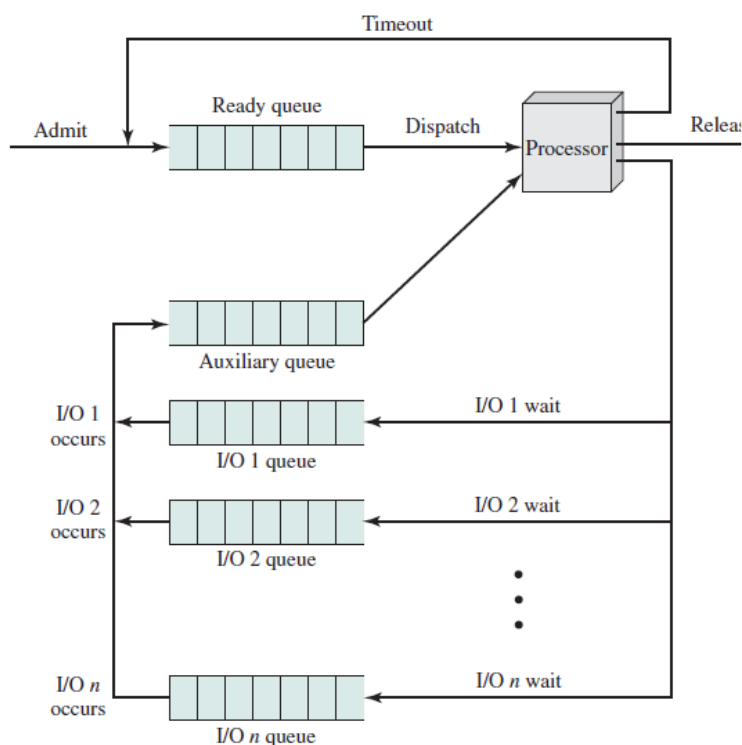 Timeout
Ready queue
Admit
Dispatch
Processor
Releas
Auxiliary queue
I/O 1
occurs
I/O 1 wait
I/O 1 queue
I/O 2
occurs
I/O 2 wait
I/O 2 queue
I/O n
occurs
I/O n wait
I/O n queue